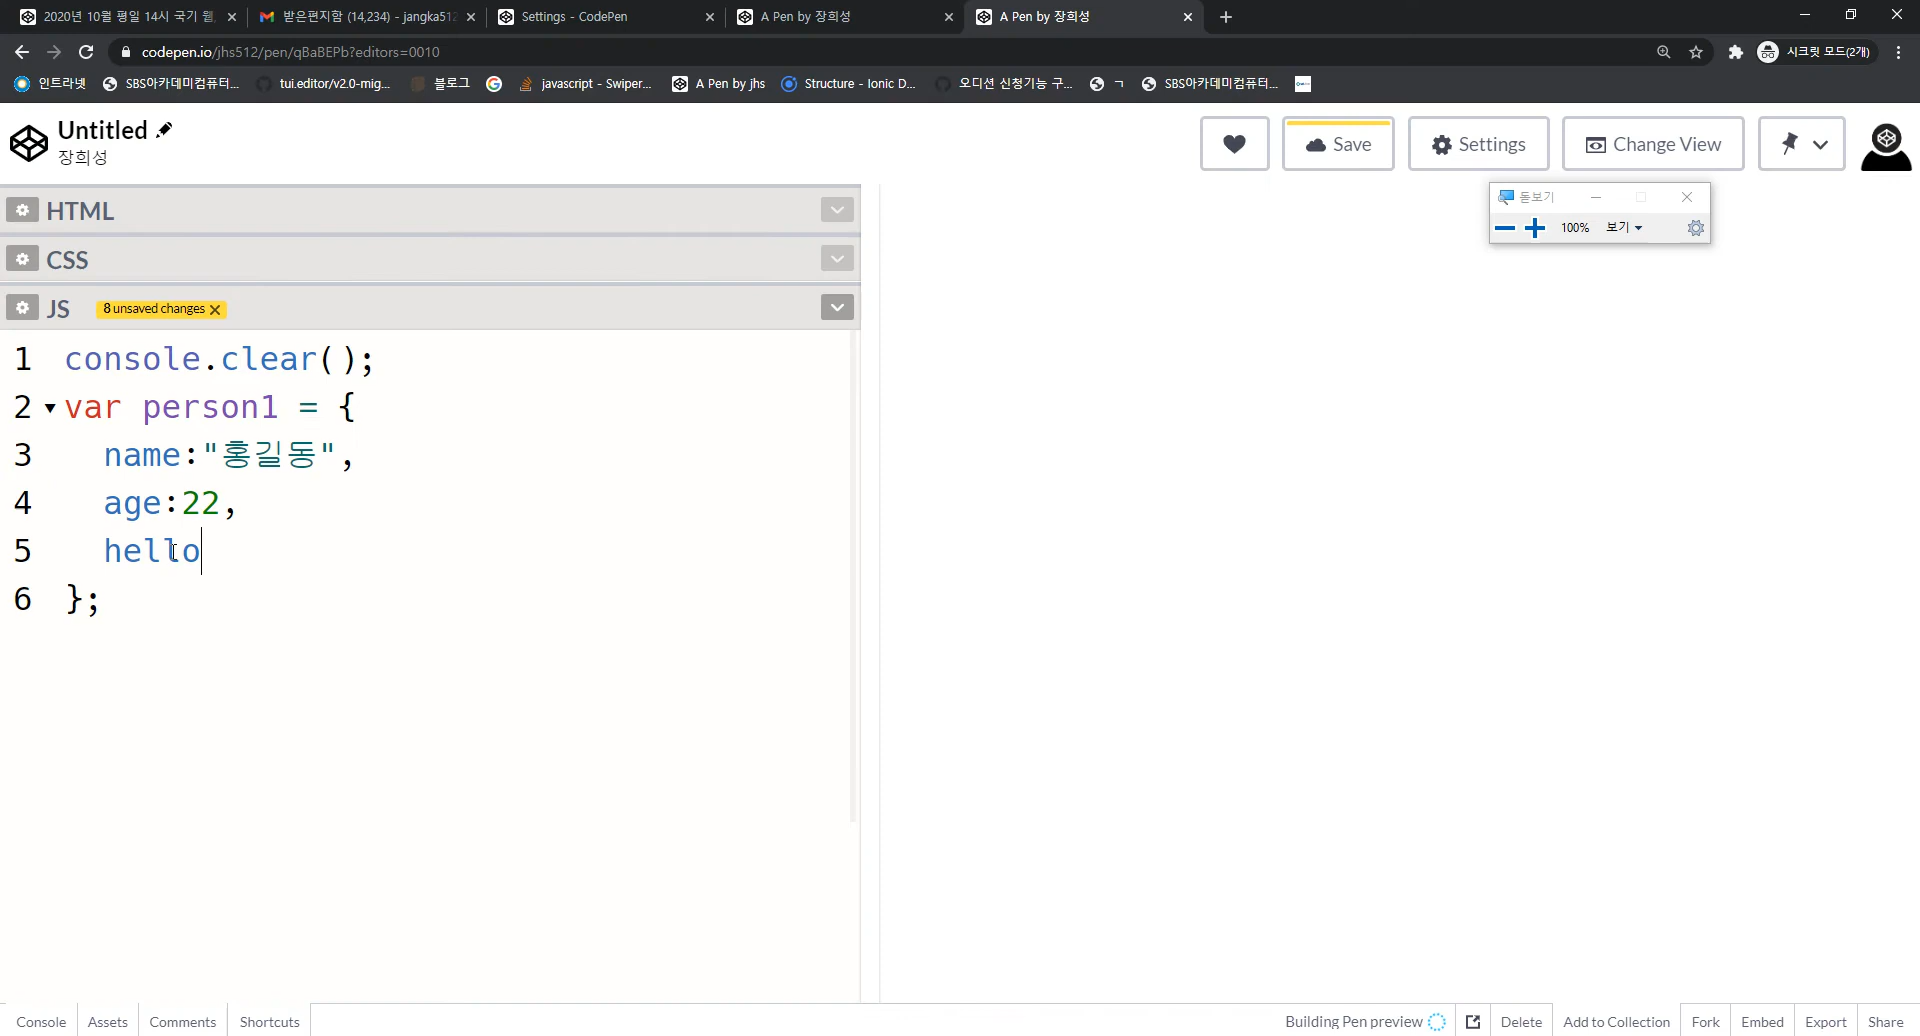 2020년 10월 평일 14시 국기 웹
받은편지함 (14,234) - jangka512
Settings - CodePen
A Pen by 장희성
A Pen by 장희성
codepen.io/jhs512/pen/qBaBEPb?editors=0010
시크릿 모드(2개)
인트라넷
SBS아카데미컴퓨터...
tui.editor/v2.0-mig...
블로그
javascript - Swiper...
A Pen by jhs
Structure - Ionic D...
오디션 신청기능 구...
ㄱ
SBS아카데미컴퓨터...
Untitled
장희성
Save
Settings
Change View
돋보기
100%
보기
HTML
CSS
JS
8 unsaved changes
1 console.clear();
2 var person1 = {
3 name:"홍길동",
4 age:22,
5 hello
6 };
Console
Assets
Comments
Shortcuts
Building Pen preview
Delete
Add to Collection
Fork
Embed
Export
Share